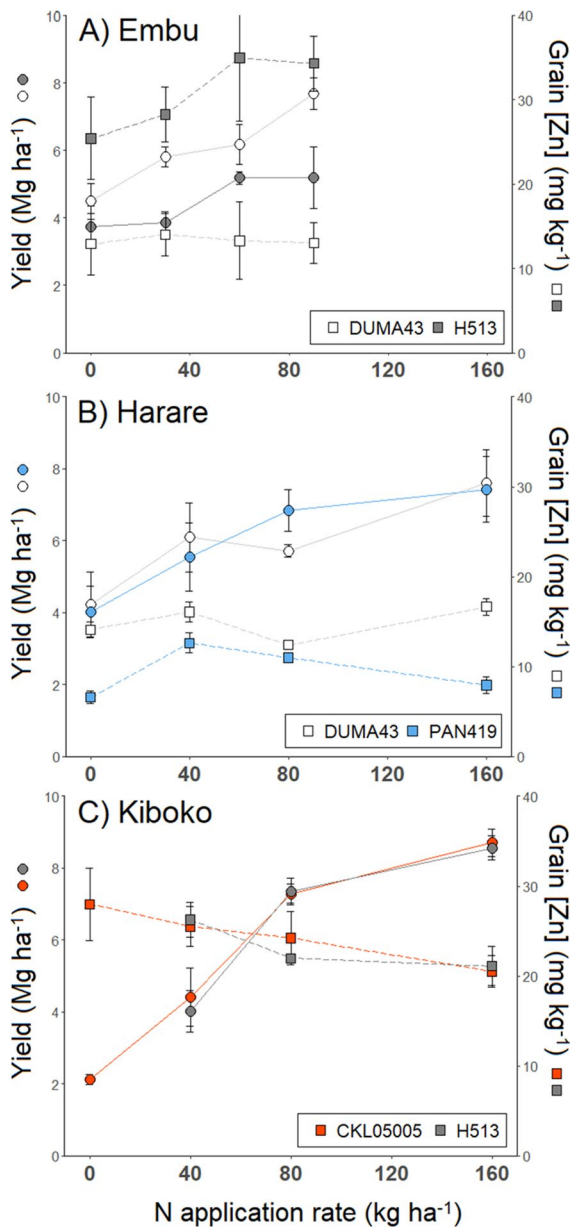 A) Embu
Yield (Mg ha⁻¹)
10
8
6
4
2
0
40
30
20
10
0
Grain [Zn] (mg kg⁻¹)
DUMA43 H513
0 40 80 120 160
B) Harare
Yield (Mg ha⁻¹)
10
8
6
4
2
0
40
30
20
10
0
Grain [Zn] (mg kg⁻¹)
DUMA43 PAN419
0 40 80 120 160
C) Kiboko
Yield (Mg ha⁻¹)
10
8
6
4
2
0
40
30
20
10
0
Grain [Zn] (mg kg⁻¹)
CKL05005 H513
0 40 80 120 160
N application rate (kg ha⁻¹)